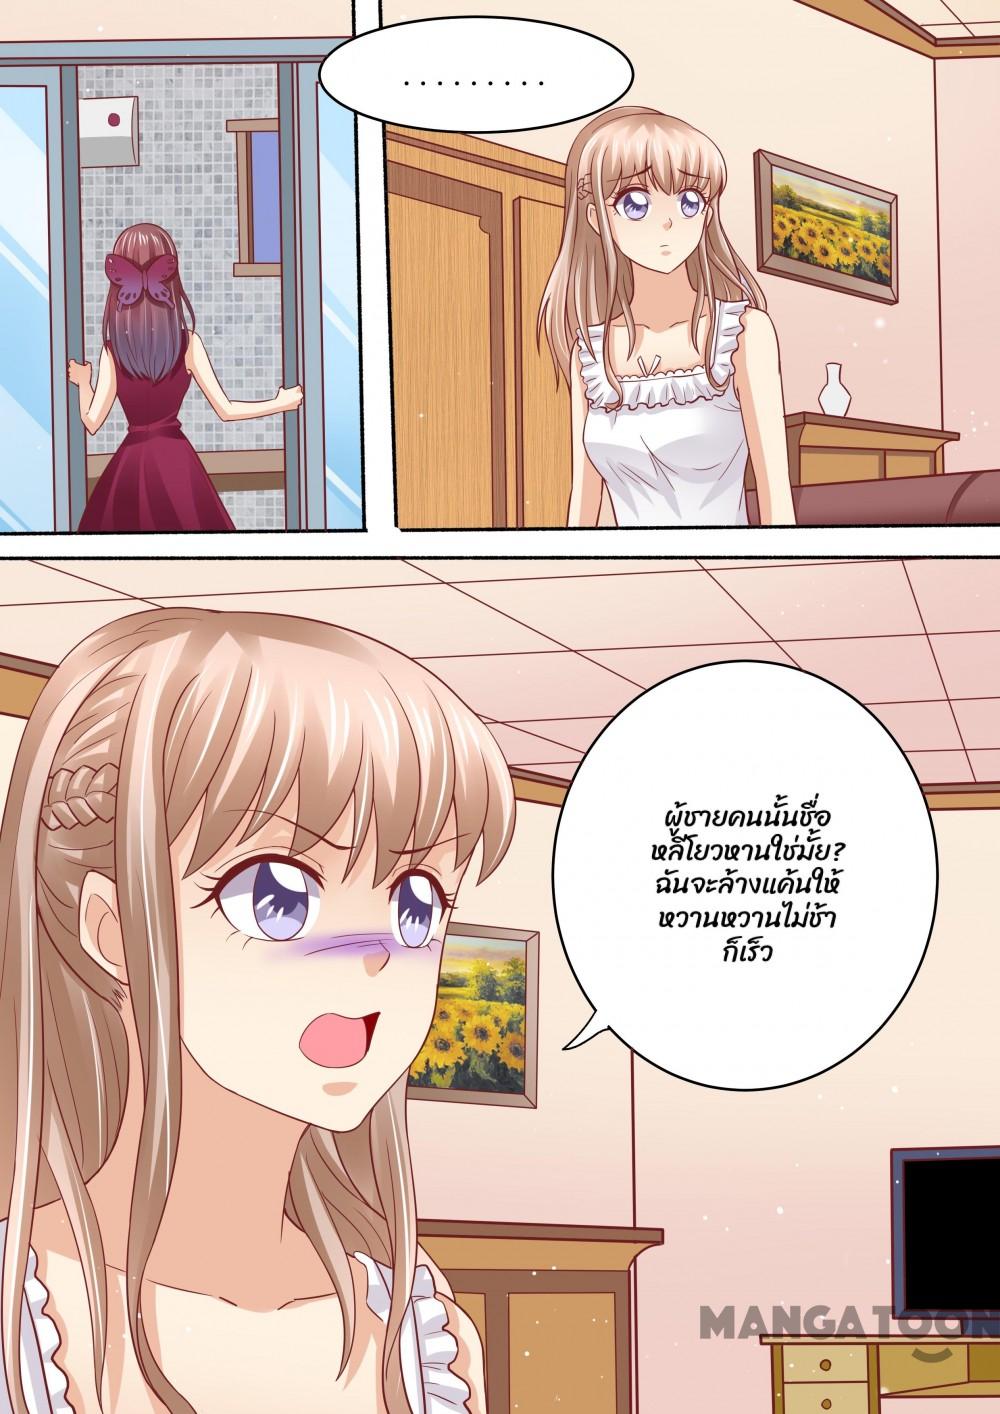 .........
ผู้ชายคนนั้นชื่อ
หลี่โยวหานใช่มั้ย?
ฉันจะล้างแค้นให้
หวานหวานไม่ช้า
ก็เร็ว
MANGATOON